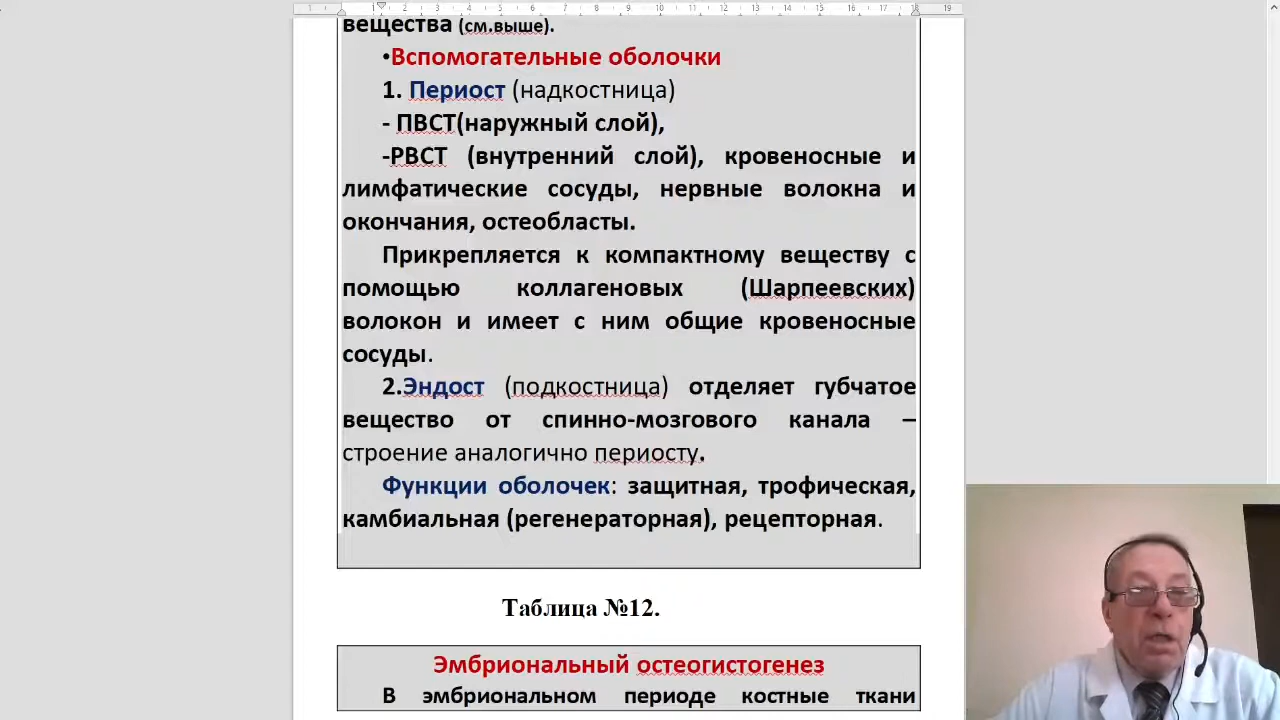 вещества (см.выше).
•Вспомогательные оболочки
1. Периост (надкостница)
- ПВСТ(наружный слой),
-РВСТ (внутренний слой), кровеносные и
лимфатические сосуды, нервные волокна и
окончания, остеобласты.
Прикрепляется к компактному веществу с
помощью коллагеновых (Шарпеевских)
волокон и имеет с ним общие кровеносные
сосуды.
2.Эндост (подкостница) отделяет губчатое
вещество от спинно-мозгового канала –
строение аналогично периосту.
Функции оболочек: защитная, трофическая,
камбиальная (регенераторная), рецепторная.
Таблица №12.
Эмбриональный остеогистогенез
В эмбриональном периоде костные ткани